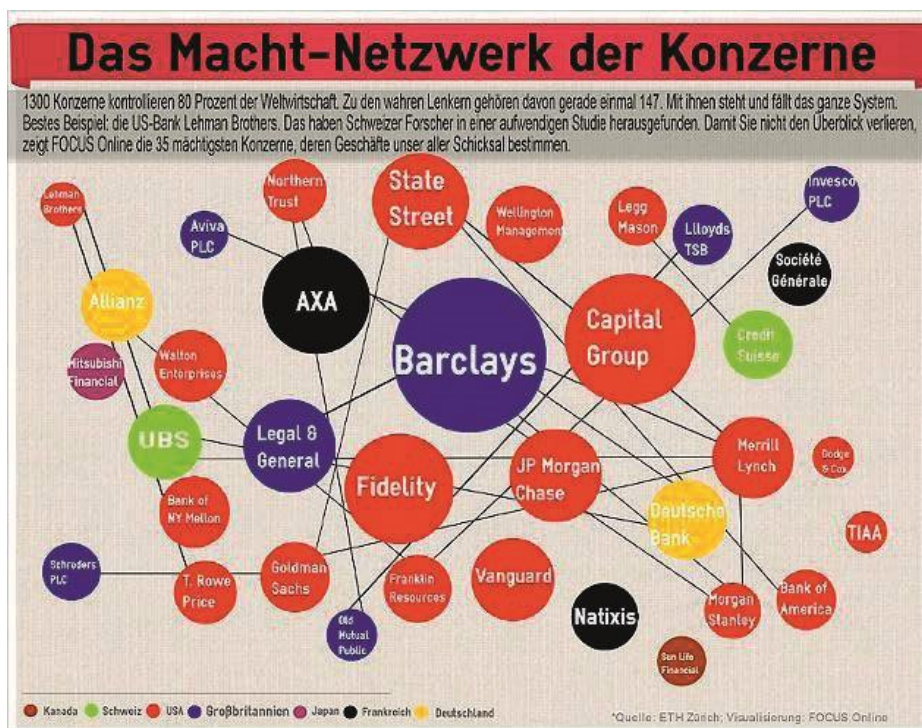 Das Macht-Netzwerk der Konzerne
1300 Konzerne kontrollieren 80 Prozent der Weltwirtschaft. Zu den wahren Lenkern gehören davon gerade einmal 147. Mit ihnen steht und fällt das ganze System.
Bestes Beispiel: die US-Bank Lehman Brothers. Das haben Schweizer Forscher in einer aufwendigen Studie herausgefunden. Damit Sie nicht den Überblick verlieren,
zeigt FOCUS Online die 35 mächtigsten Konzerne, deren Geschäfte unser aller Schicksal bestimmen.
Lehman
Brothers
Northern
Trust
State
Street
Wellington
Management
Legg
Mason
Invesco
PLC
Aviva
PLC
Llloyds
TSB
Société
Générale
Allianz
AXA
Barclays
Capital
Group
Credit
Suisse
Mitsubishi
Financial
Walton
Enterprises
UBS
Legal &
General
Fidelity
JP Morgan
Chase
Merrill
Lynch
Dodge
& Cox
Bank of
NY Mellon
Deutsche
Bank
TIAA
Schroders
PLC
T. Rowe
Price
Goldman
Sachs
Franklin
Resources
Vanguard
Natixis
Morgan
Stanley
Bank of
America
Old
Mutual
Public
Sun Life
Financial
Kanada Schweiz USA Großbritannien Japan Frankreich Deutschland
*Quelle: ETH Zürich; Visualisierung: FOCUS Online